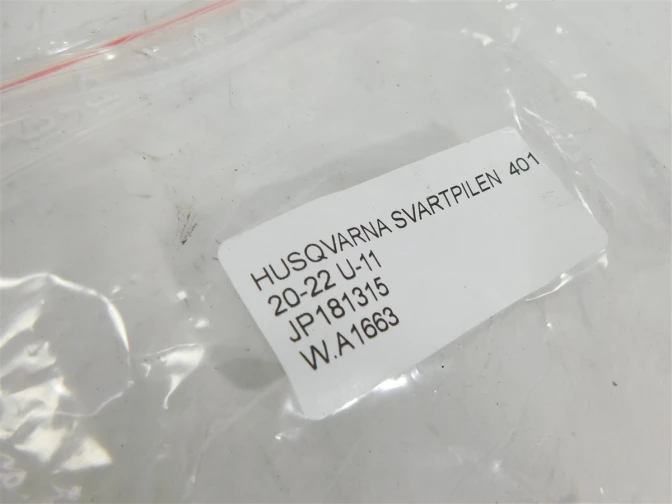 HUSQVARNA SVARTPILEN 401
20-22 U-11
JP181315
W.A1663